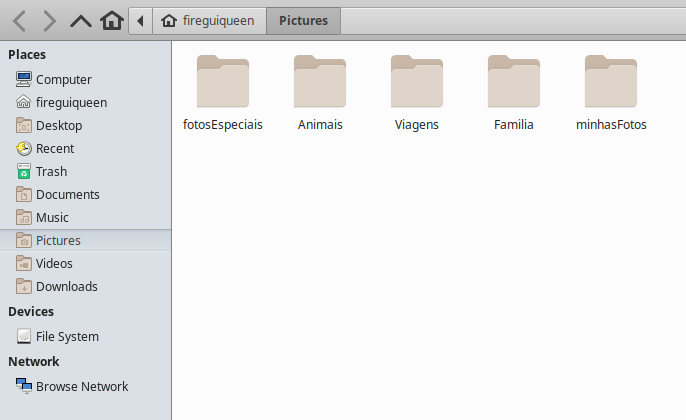 fireguiqueen Pictures
Places
Computer
fireguiqueen
Desktop
Recent
Trash
Documents
Music
Pictures
Videos
Downloads
Devices
File System
Network
Browse Network
fotosEspeciais Animais Viagens Familia minhasFotos